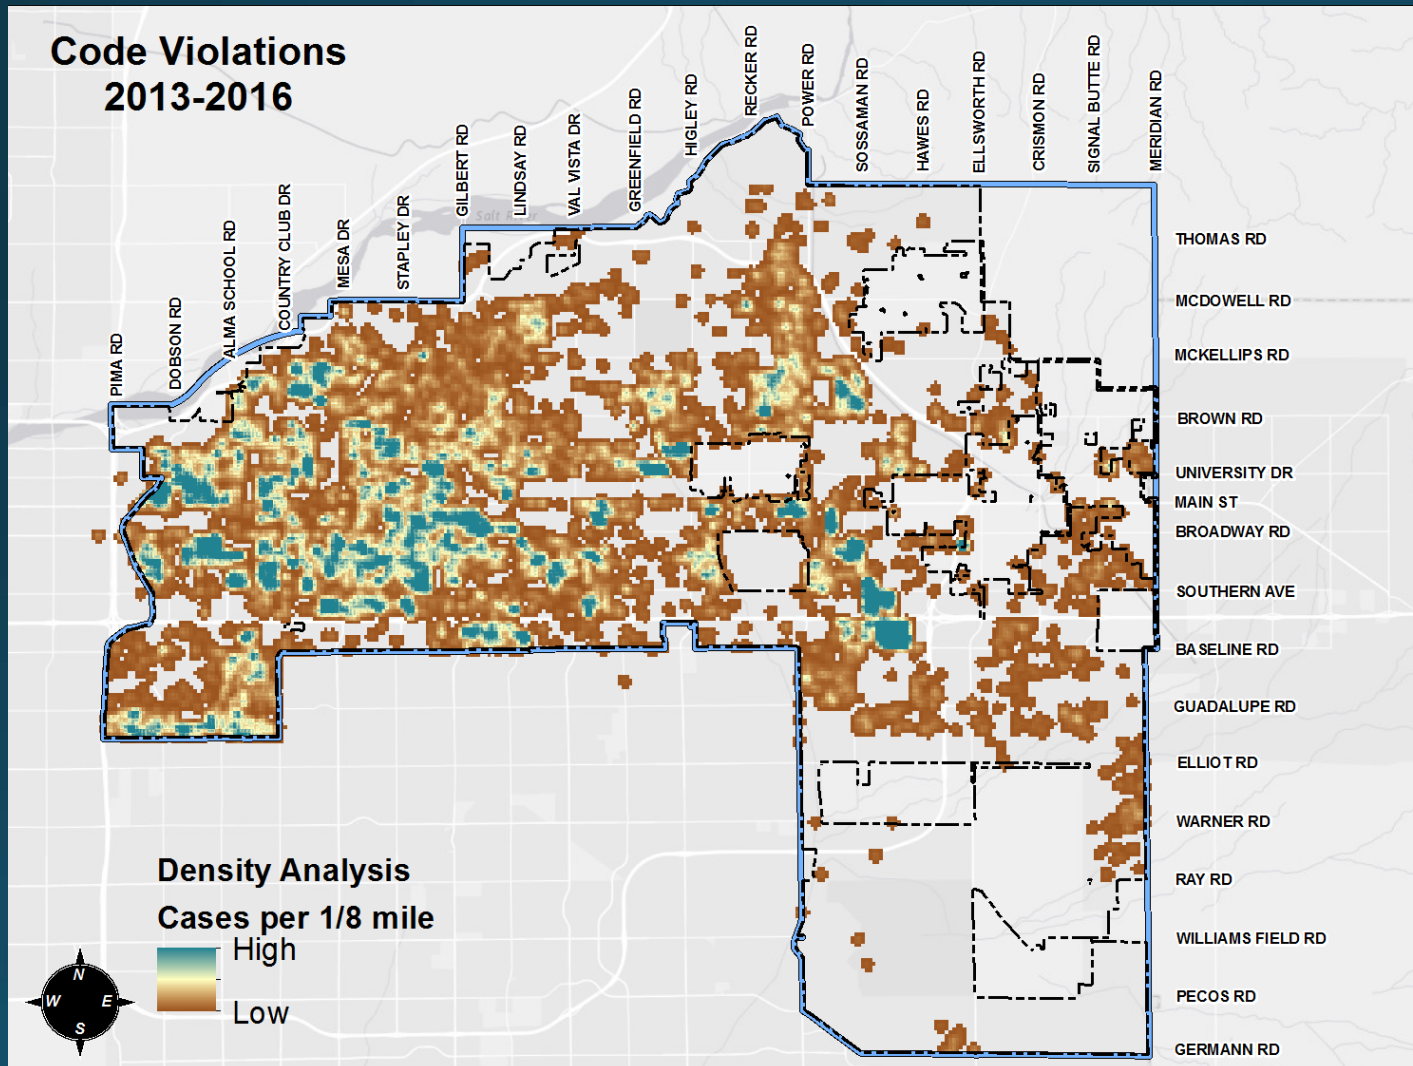 Code Violations
2013-2016
PIMA RD
DOBSON RD
ALMA SCHOOL RD
COUNTRY CLUB DR
MESA DR
STAPLEY DR
GILBERT RD
LINDSAY RD
VAL VISTA DR
GREENFIELD RD
HIGLEY RD
RECKER RD
POWER RD
SOSSAMAN RD
HAWES RD
ELLSWORTH RD
CRISMON RD
SIGNAL BUTTE RD
MERIDIAN RD
Salt River
THOMAS RD
MCDOWELL RD
MCKELLIPS RD
BROWN RD
UNIVERSITY DR
MAIN ST
BROADWAY RD
SOUTHERN AVE
BASELINE RD
GUADALUPE RD
ELLIOT RD
WARNER RD
RAY RD
WILLIAMS FIELD RD
PECOS RD
GERMANN RD
Density Analysis
Cases per 1/8 mile
High
Low
N
W E
S